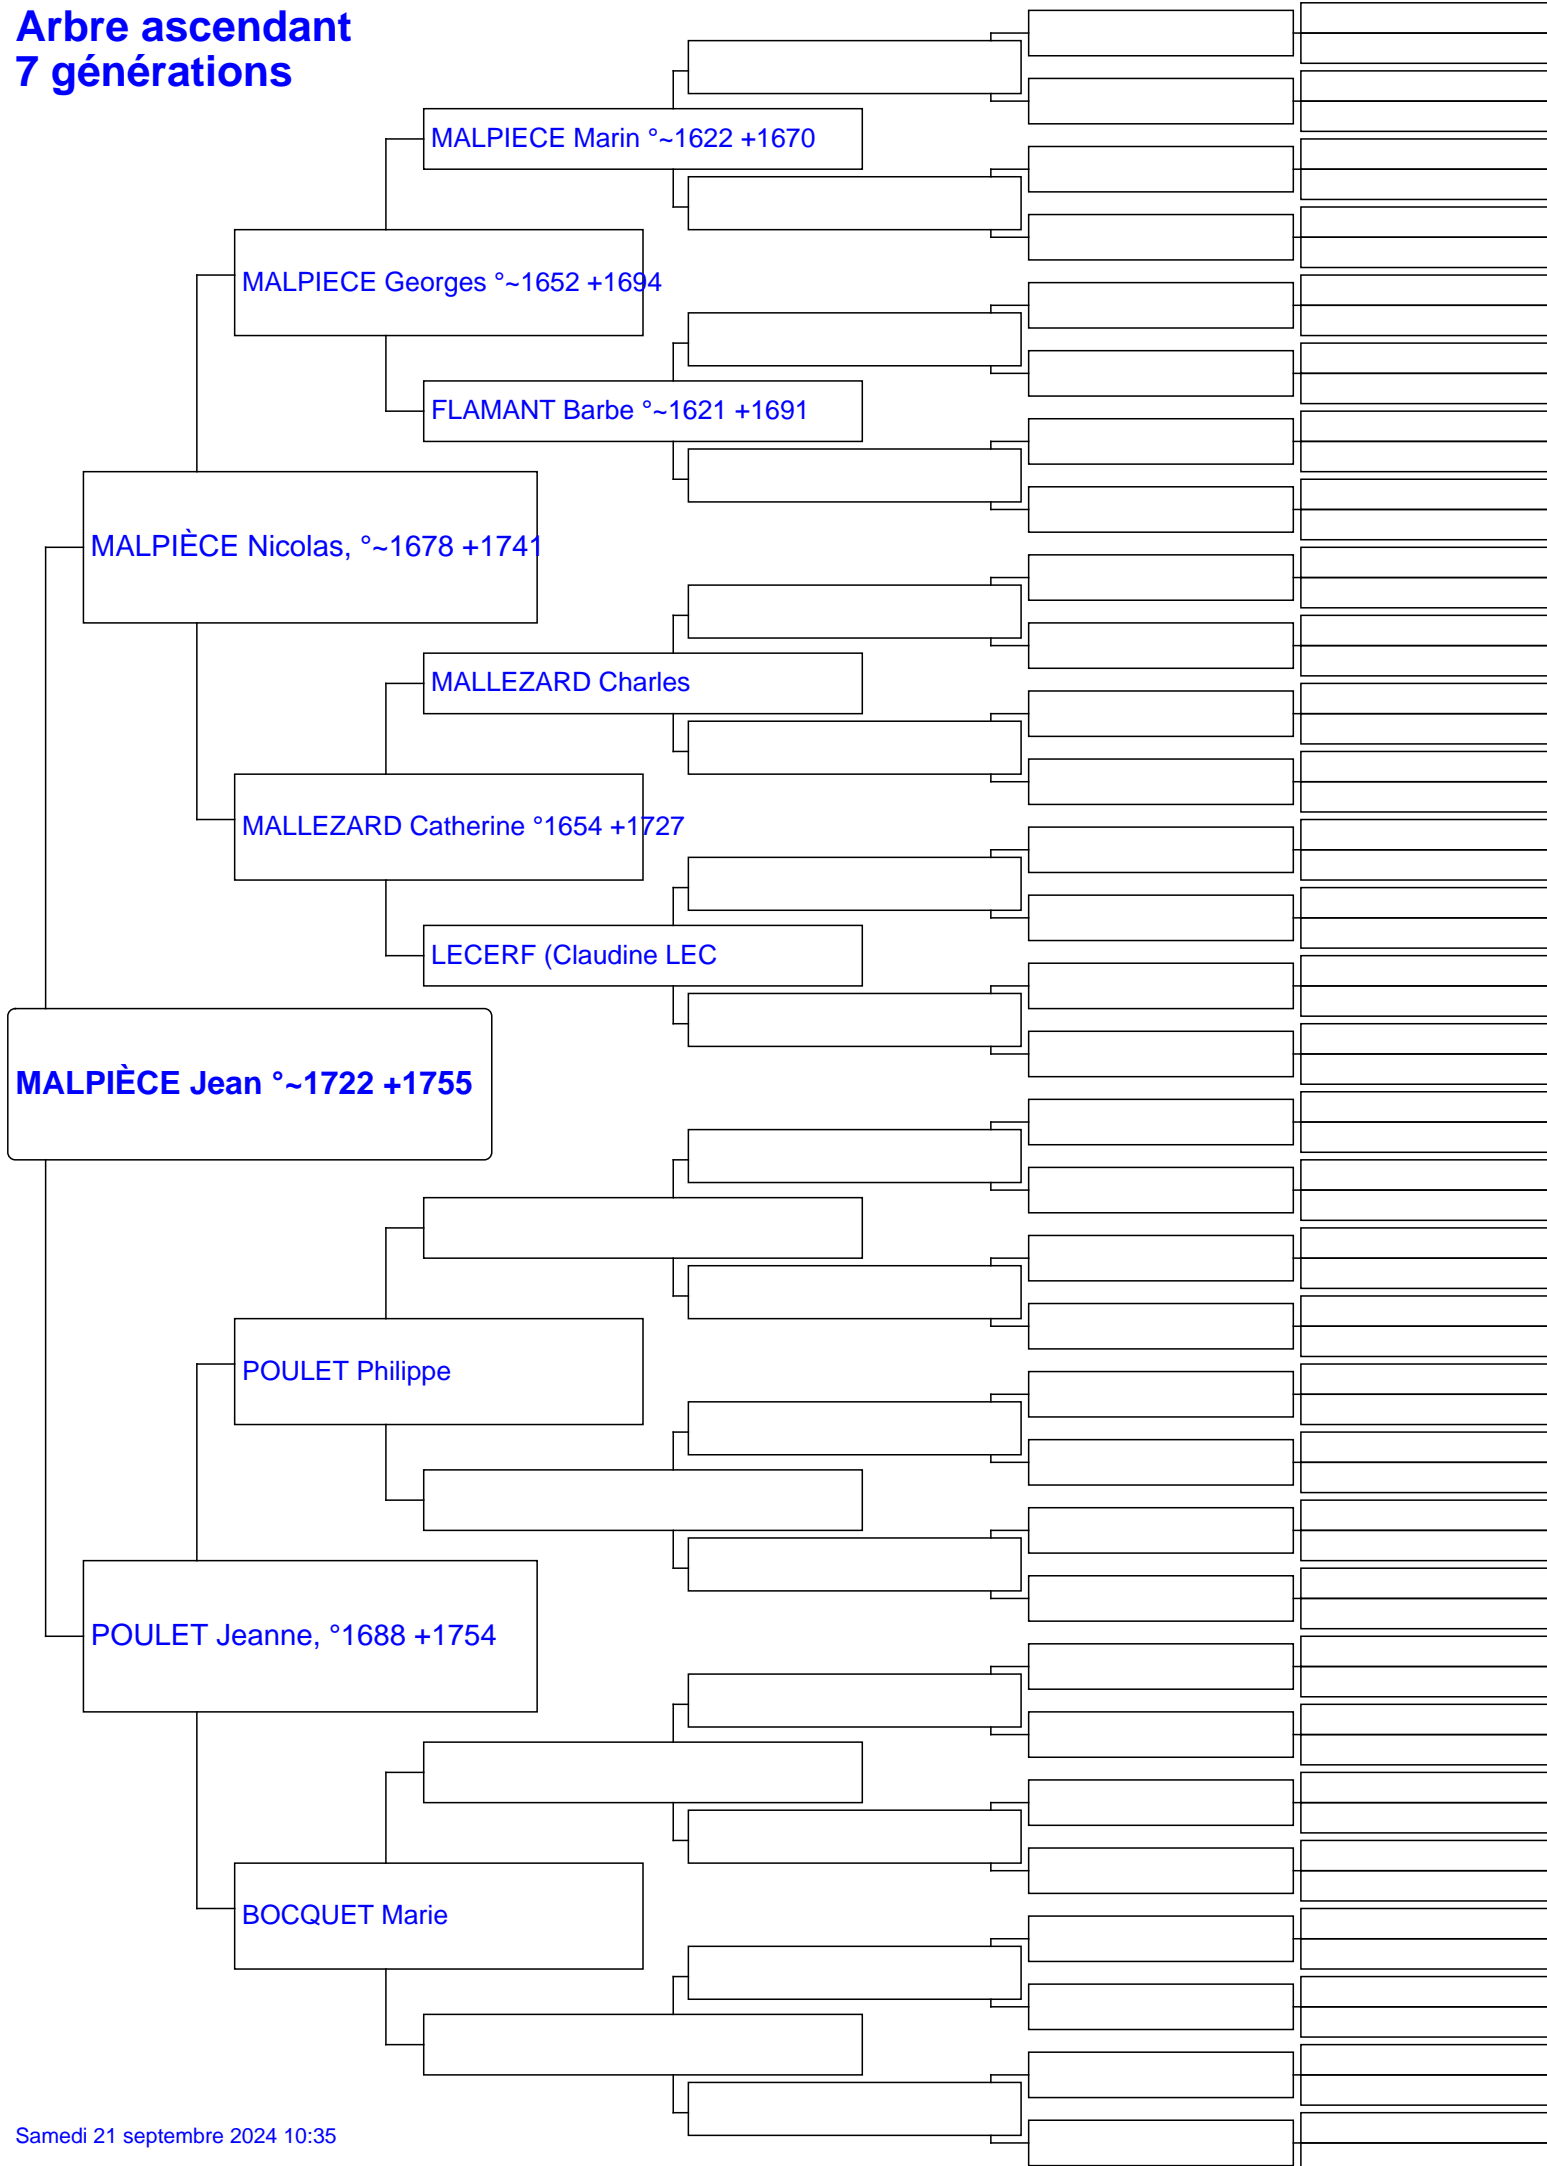 Arbre ascendant
7 générations
MALPIECE Marin °~1622 +1670
MALPIECE Georges °~1652 +1694
FLAMANT Barbe °~1621 +1691
MALPIÈCE Nicolas, °~1678 +1741
MALLEZARD Charles
MALLEZARD Catherine °1654 +1727
LECERF (Claudine LEC
MALPIÈCE Jean °~1722 +1755
POULET Philippe
POULET Jeanne, °1688 +1754
BOCQUET Marie
Samedi 21 septembre 2024 10:35